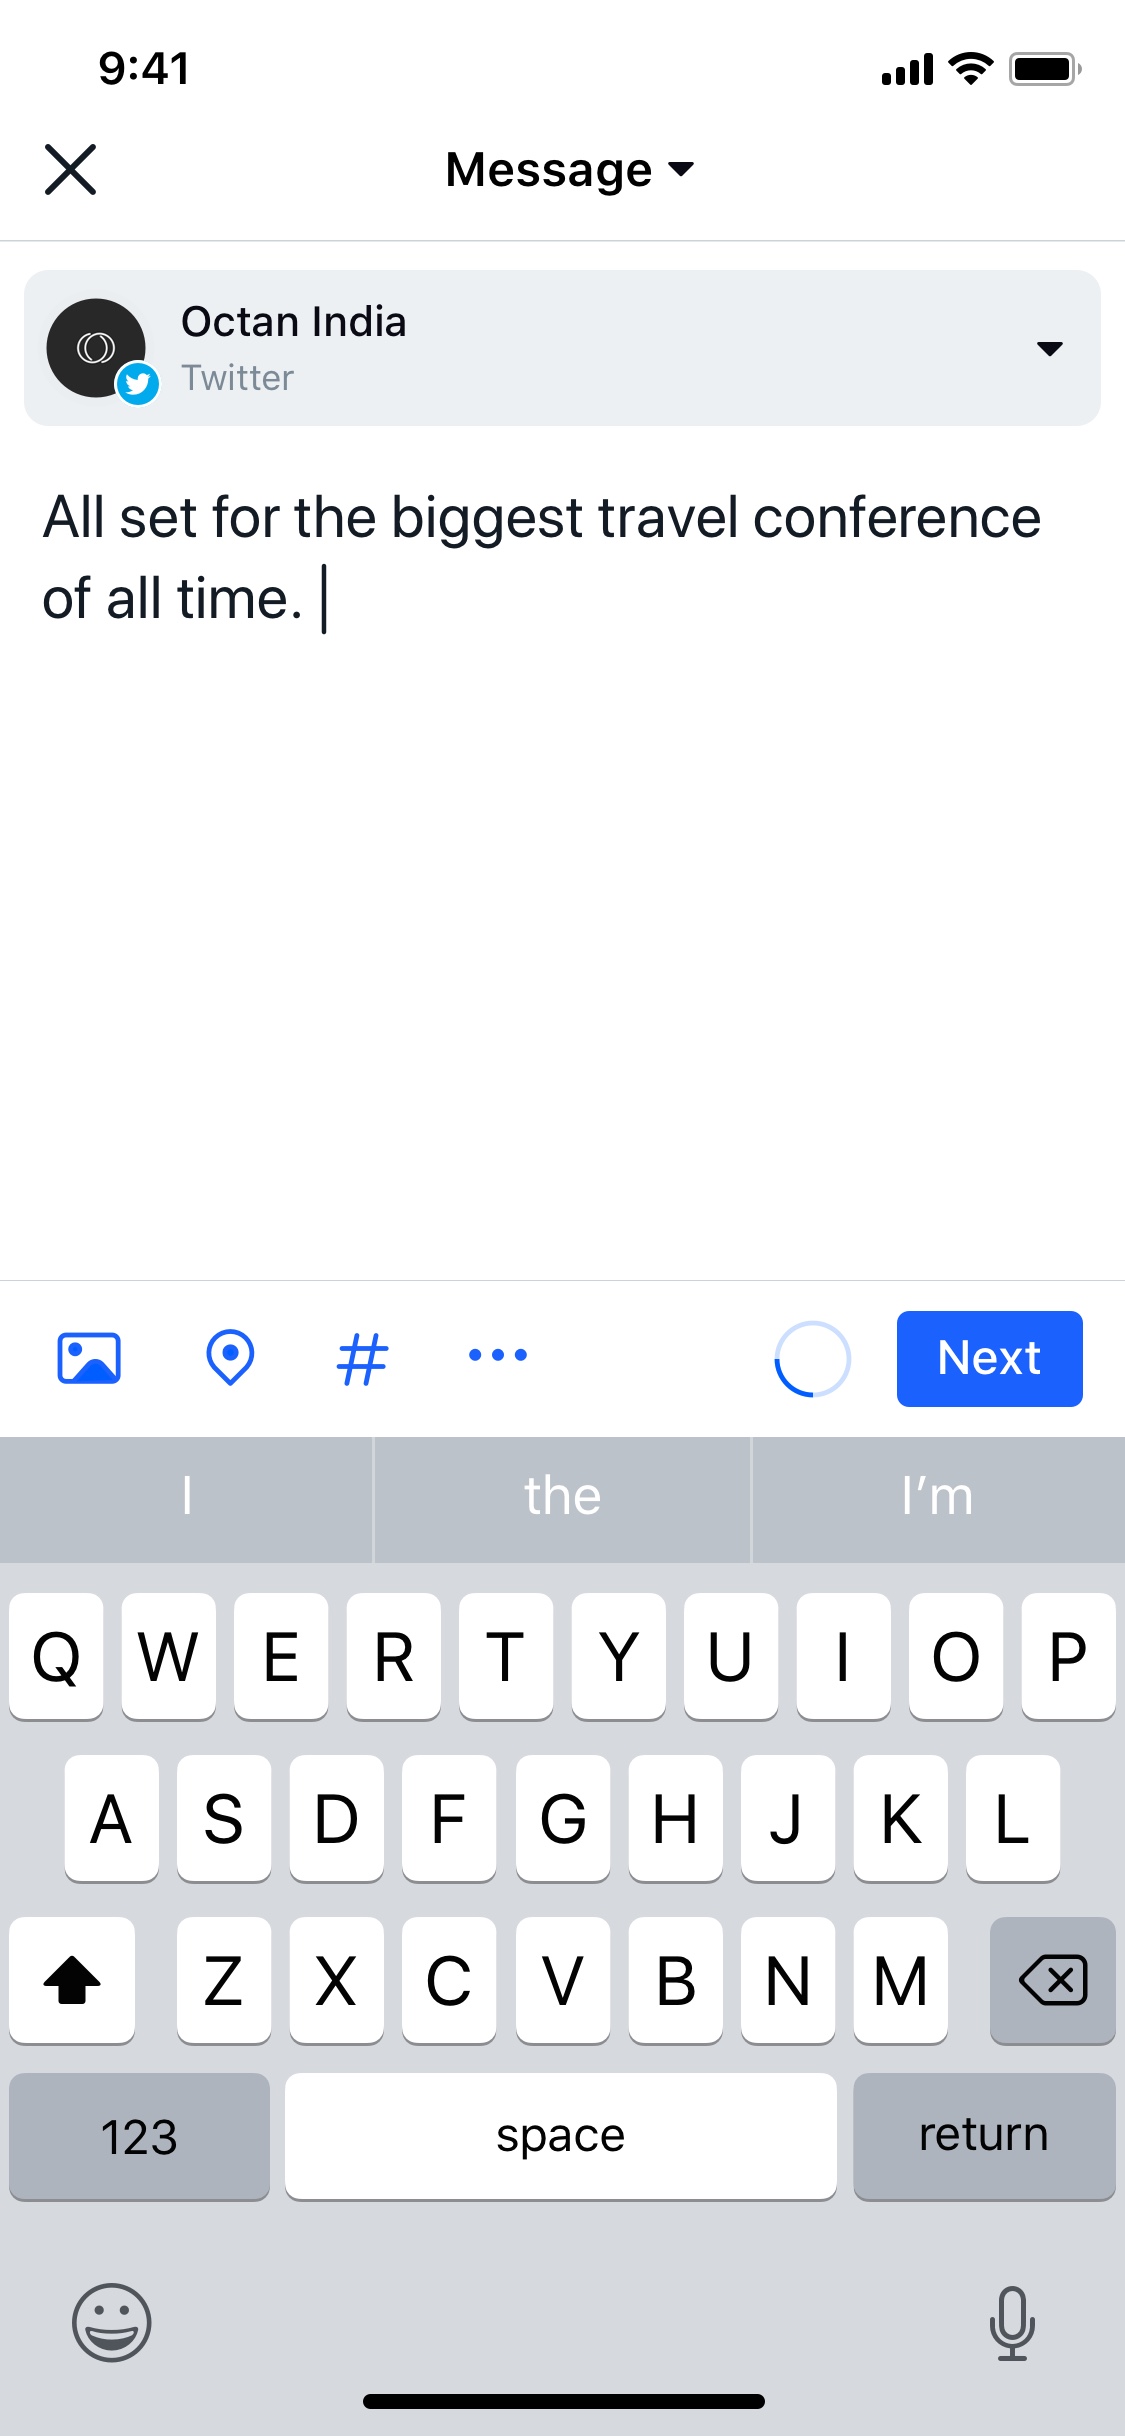 9:41
Message
Octan India
Twitter
All set for the biggest travel conference
of all time.
#
Next
I
the
I’m
Q W E R T Y U I O P
A S D F G H J K L
Z X C V B N M
123
space
return